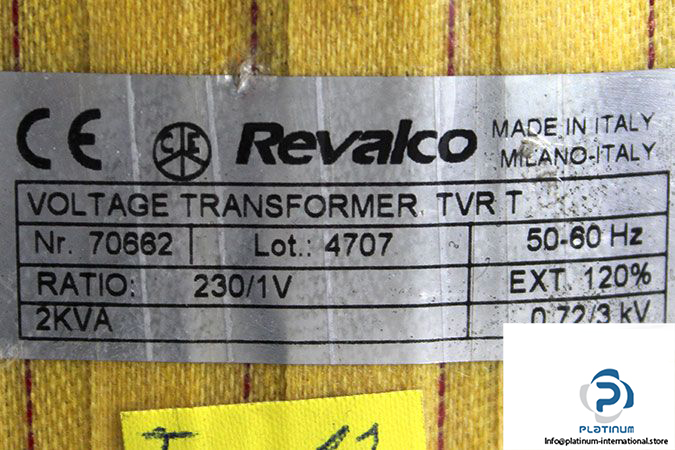 CE CTE Revalco MADE IN ITALY
MILANO-ITALY
VOLTAGE TRANSFORMER TVR T
Nr. 70662 Lot.: 4707 50-60 Hz
RATIO: 230/1V EXT. 120%
2KVA 0.72/3 kV
PLATINUM
Info@platinum-international.store